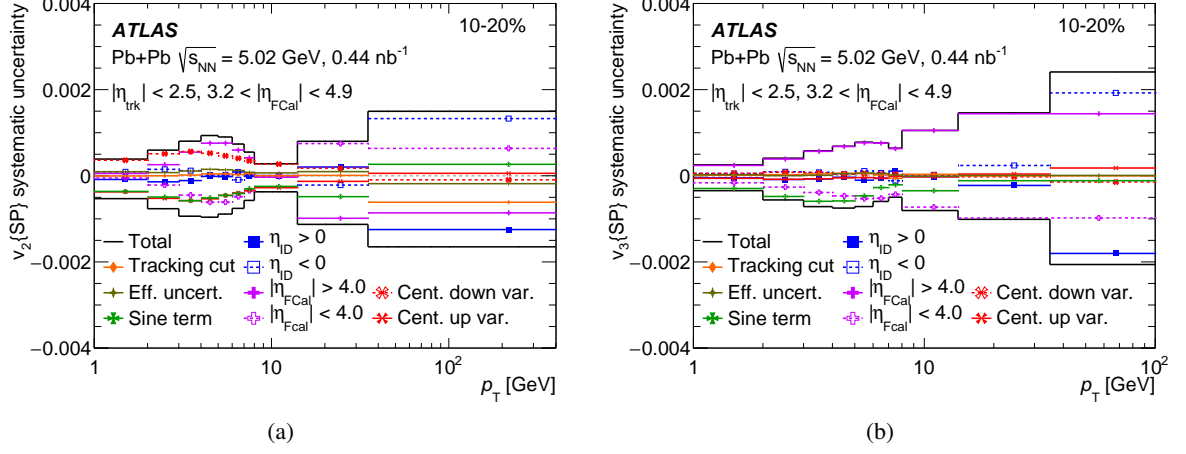 v2{SP} systematic uncertainty
0.004
0.002
0
−0.002
−0.004
ATLAS
10-20%
Pb+Pb √sNN = 5.02 GeV, 0.44 nb-1
|ηtrk| < 2.5, 3.2 < |ηFCal| < 4.9
Total
Tracking cut
Eff. uncert.
Sine term
ηID > 0
ηID < 0
|ηFcal| > 4.0
|ηFcal| < 4.0
Cent. down var.
Cent. up var.
1
10
10²
pT [GeV]
(a)
v3{SP} systematic uncertainty
0.004
0.002
0
−0.002
−0.004
ATLAS
10-20%
Pb+Pb √sNN = 5.02 GeV, 0.44 nb-1
|ηtrk| < 2.5, 3.2 < |ηFCal| < 4.9
Total
Tracking cut
Eff. uncert.
Sine term
ηID > 0
ηID < 0
|ηFcal| > 4.0
|ηFcal| < 4.0
Cent. down var.
Cent. up var.
1
10
10²
pT [GeV]
(b)